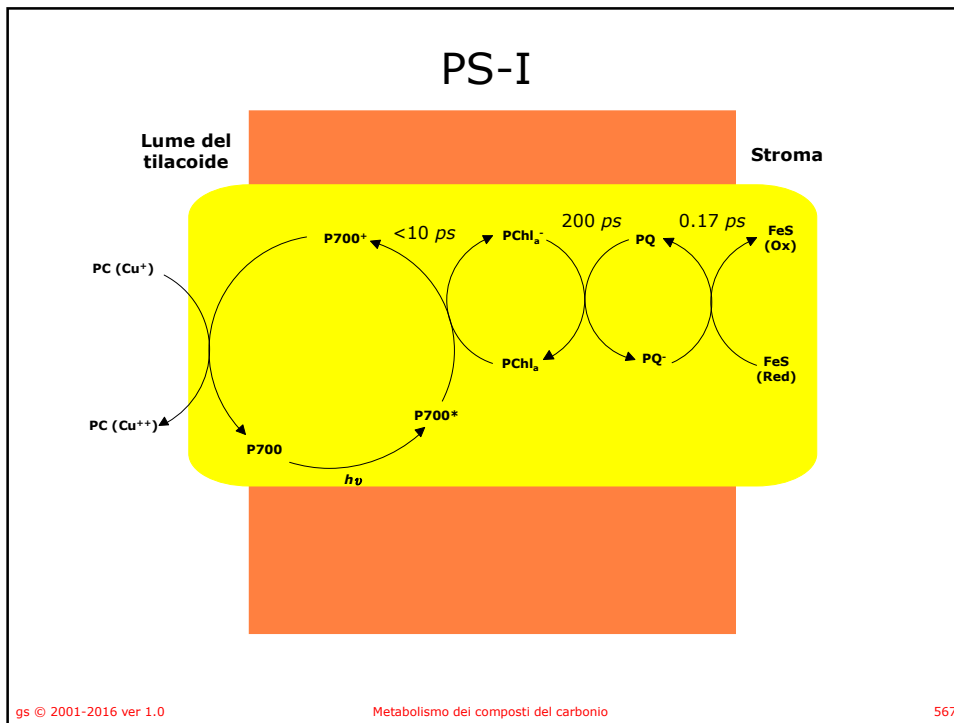 PS-I
Lume del
tilacoide
Stroma
P700⁺
<10 ps
PChlₐ⁻
200 ps
PQ
0.17 ps
FeS
(Ox)
PC (Cu⁺)
PChlₐ
PQ⁻
FeS
(Red)
PC (Cu⁺⁺)
P700*
P700
hν
gs © 2001-2016 ver 1.0
Metabolismo dei composti del carbonio
567